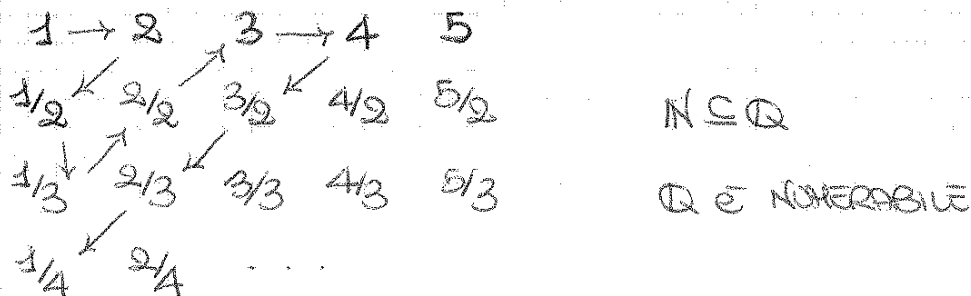 1 → 2 3 → 4 5
1/2 2/2 3/2 4/2 5/2 ℕ ⊆ ℚ
1/3 2/3 3/3 4/3 5/3 ℚ È NUMERABILE
1/4 2/4 . . .